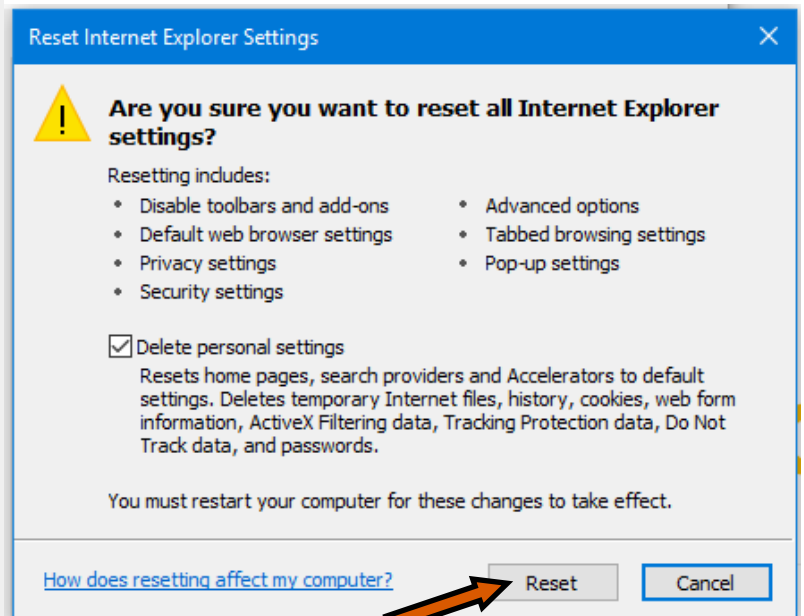 Reset Internet Explorer Settings
Are you sure you want to reset all Internet Explorer
settings?
Resetting includes:
• Disable toolbars and add-ons
• Default web browser settings
• Privacy settings
• Security settings
• Advanced options
• Tabbed browsing settings
• Pop-up settings
Delete personal settings
Resets home pages, search providers and Accelerators to default
settings. Deletes temporary Internet files, history, cookies, web form
information, ActiveX Filtering data, Tracking Protection data, Do Not
Track data, and passwords.
You must restart your computer for these changes to take effect.
How does resetting affect my computer?
Reset
Cancel